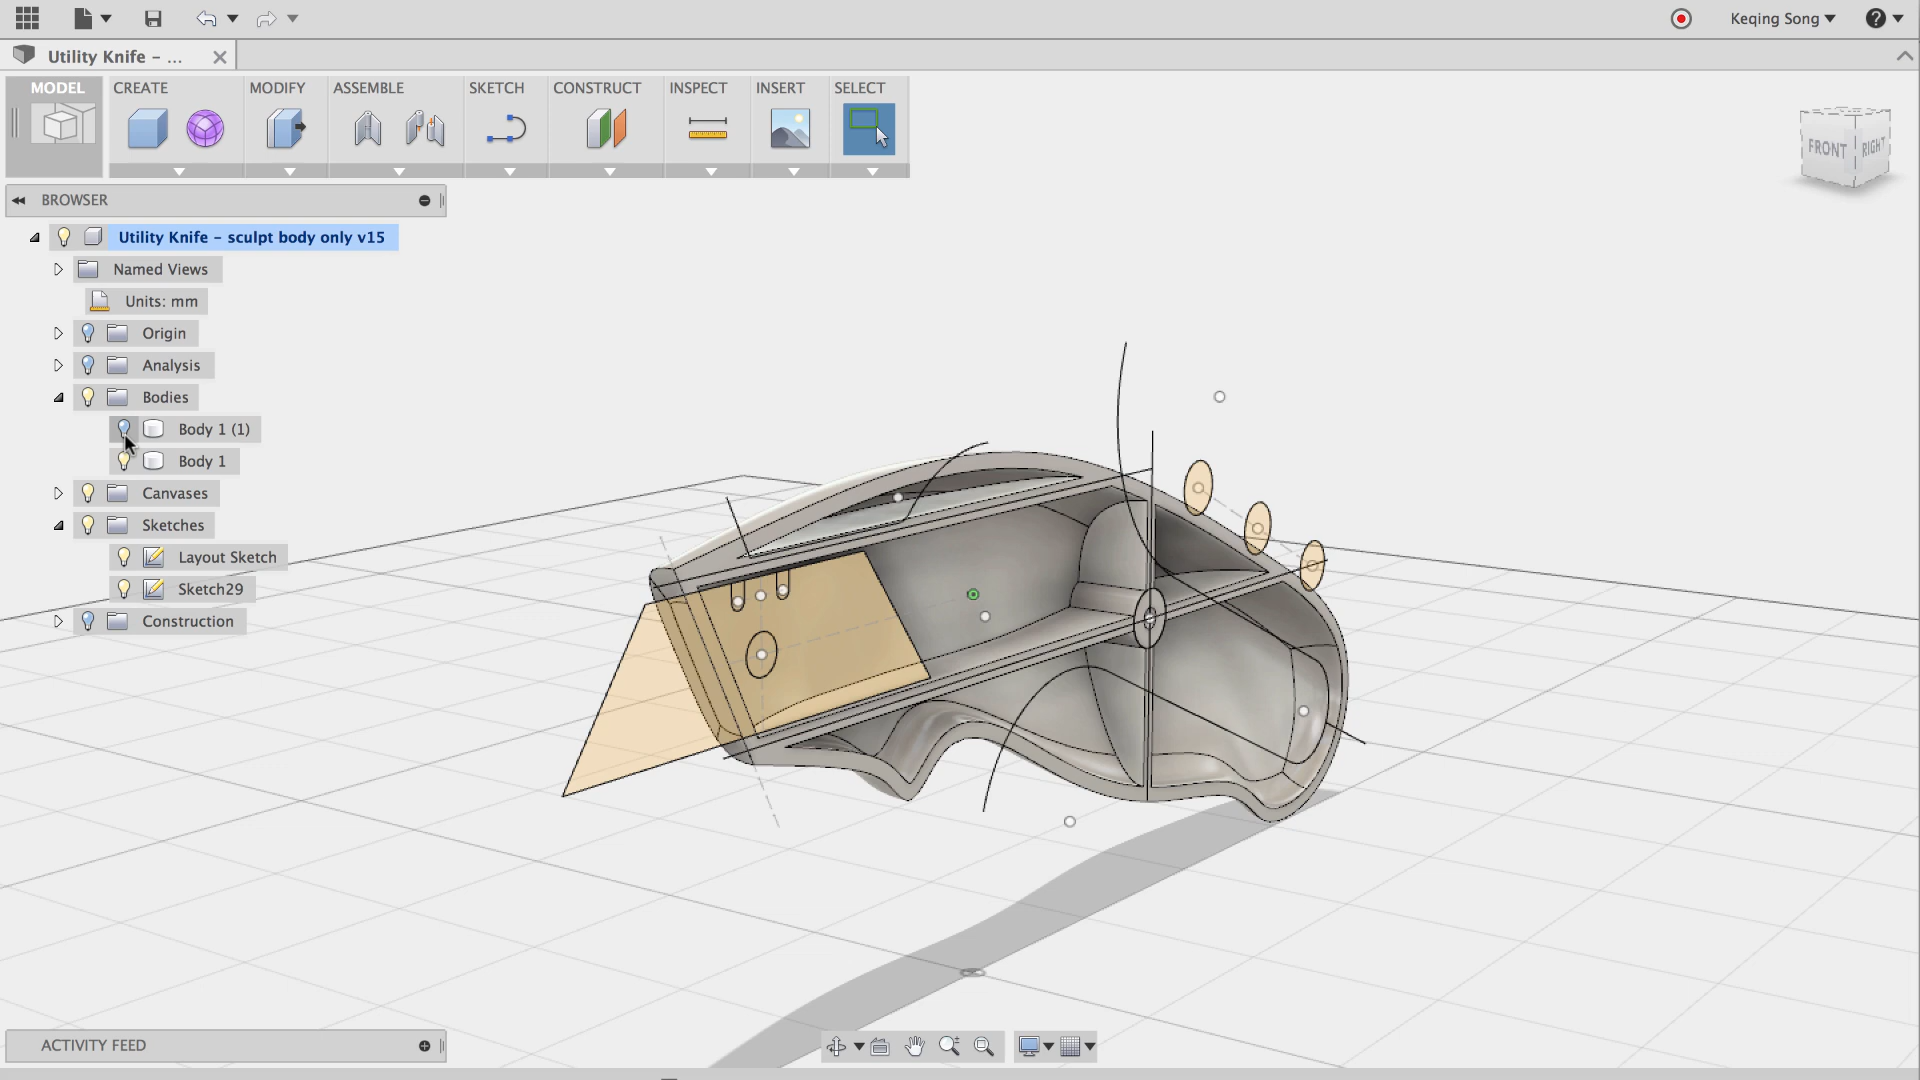 Keqing Song
?
Utility Knife – ...
MODEL
CREATE
MODIFY
ASSEMBLE
SKETCH
CONSTRUCT
INSPECT
INSERT
SELECT
FRONT
RIGHT
BROWSER
Utility Knife – sculpt body only v15
Named Views
Units: mm
Origin
Analysis
Bodies
Body 1 (1)
Body 1
Canvases
Sketches
Layout Sketch
Sketch29
Construction
ACTIVITY FEED